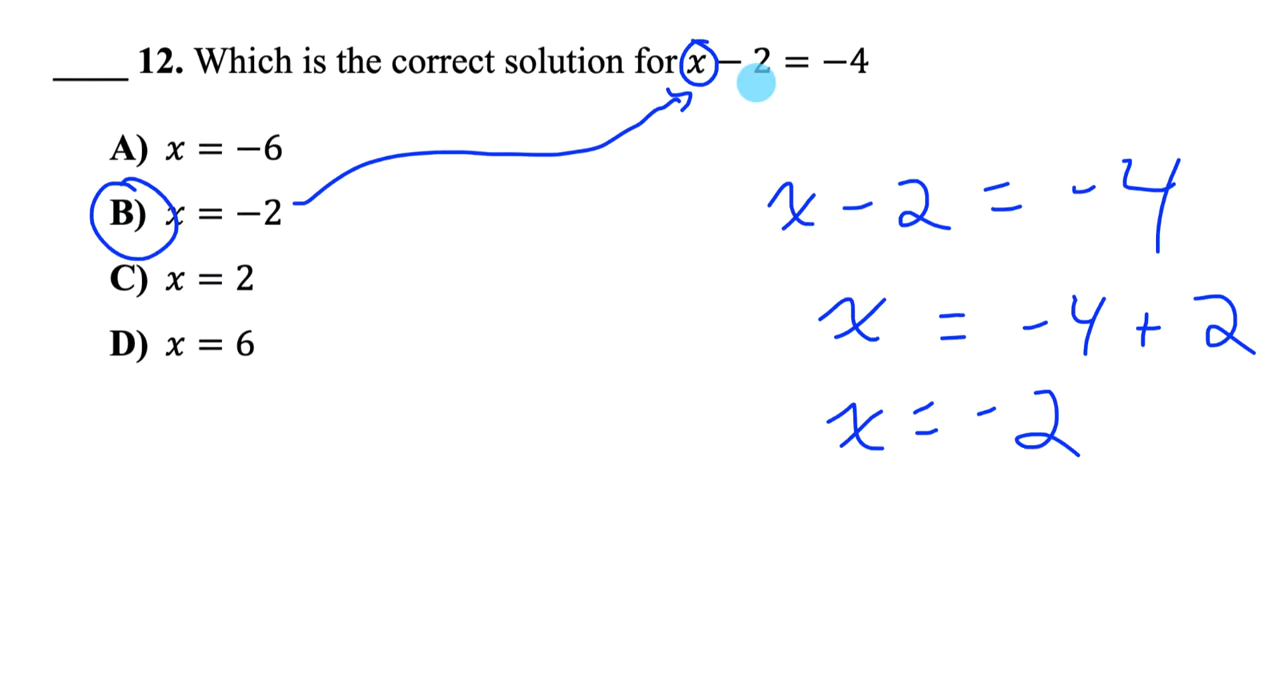 ____ 12. Which is the correct solution for x − 2 = −4
A) x = −6
B) x = −2
C) x = 2
D) x = 6
x - 2 = - 4
x = - 4 + 2
x = - 2